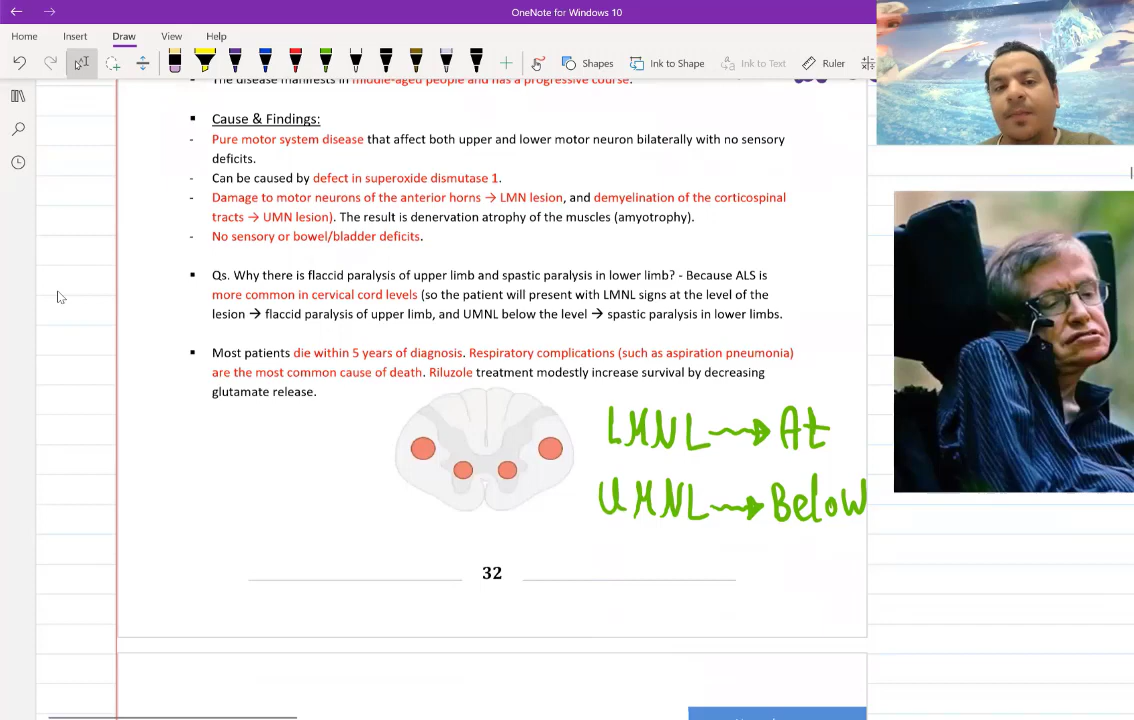 OneNote for Windows 10
Home Insert Draw View Help
Shapes Ink to Shape Ink to Text Ruler
The disease manifests in middle-aged people and has a progressive course.
▪ Cause & Findings:
- Pure motor system disease that affect both upper and lower motor neuron bilaterally with no sensory
deficits.
- Can be caused by defect in superoxide dismutase 1.
- Damage to motor neurons of the anterior horns → LMN lesion, and demyelination of the corticospinal
tracts → UMN lesion). The result is denervation atrophy of the muscles (amyotrophy).
- No sensory or bowel/bladder deficits.
▪ Qs. Why there is flaccid paralysis of upper limb and spastic paralysis in lower limb? - Because ALS is
more common in cervical cord levels (so the patient will present with LMNL signs at the level of the
lesion → flaccid paralysis of upper limb, and UMNL below the level → spastic paralysis in lower limbs.
▪ Most patients die within 5 years of diagnosis. Respiratory complications (such as aspiration pneumonia)
are the most common cause of death. Riluzole treatment modestly increase survival by decreasing
glutamate release.
LMNL → At
UMNL → Below
32